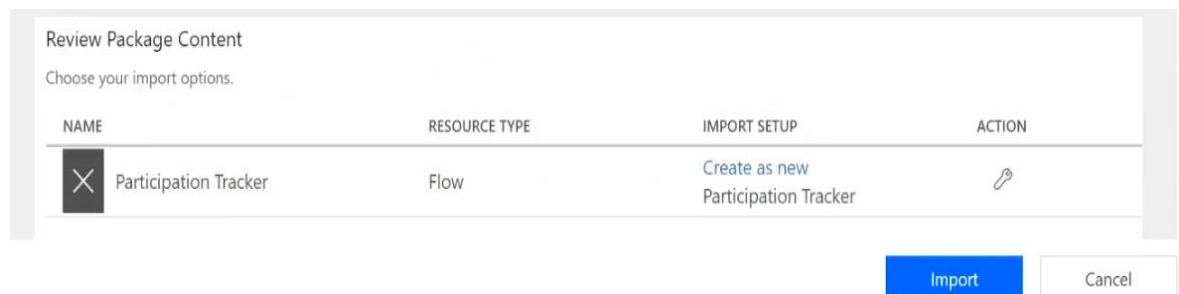 Review Package Content
Choose your import options.
NAME RESOURCE TYPE IMPORT SETUP ACTION
Participation Tracker Flow Create as new
Participation Tracker
Import Cancel